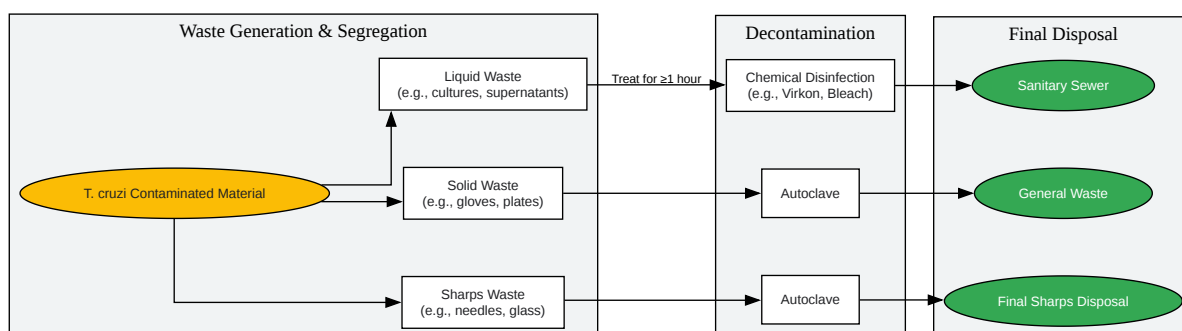 Waste Generation & Segregation
Decontamination
Final Disposal
Liquid Waste
(e.g., cultures, supernatants)
Treat for ≥1 hour
Chemical Disinfection
(e.g., Virkon, Bleach)
Sanitary Sewer
T. cruzi Contaminated Material
Solid Waste
(e.g., gloves, plates)
Autoclave
General Waste
Sharps Waste
(e.g., needles, glass)
Autoclave
Final Sharps Disposal